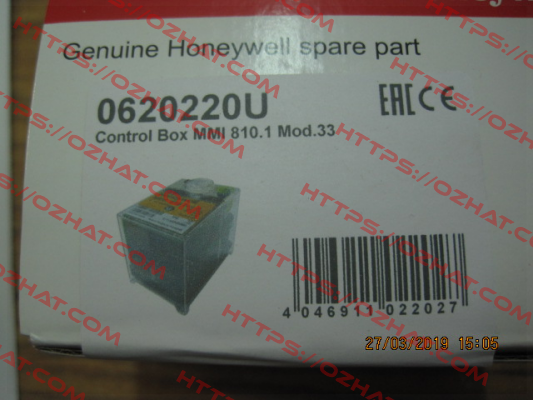 Genuine Honeywell spare part
0620220U
EAC CE
Control Box MMI 810.1 Mod.33
4 046911 022027
27/03/2019 15:05
HTTPS://OZHAT.COM